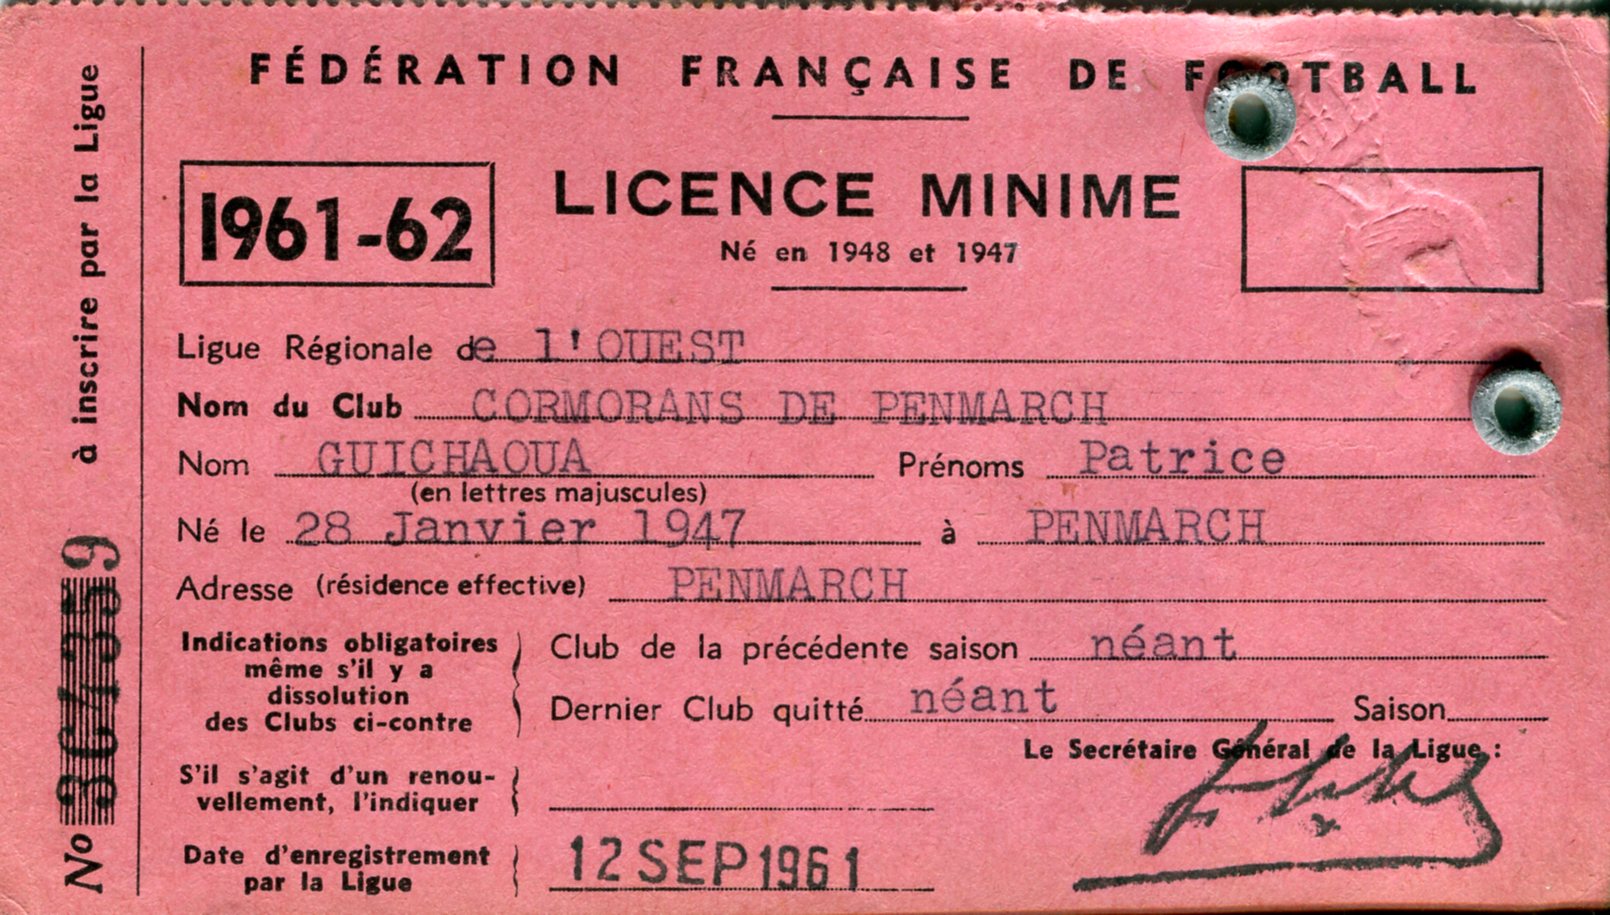 FÉDÉRATION FRANÇAISE DE FOOTBALL
1961-62
LICENCE MINIME
Né en 1948 et 1947
Ligue Régionale de l'OUEST
Nom du Club CORMORANS DE PENMARCH
Nom GUICHAOUA Prénoms Patrice
(en lettres majuscules)
Né le 28 Janvier 1947 à PENMARCH
Adresse (résidence effective) PENMARCH
Indications obligatoires
même s'il y a
dissolution
des Clubs ci-contre
Club de la précédente saison néant
Dernier Club quitté néant Saison
Le Secrétaire Général de la Ligue :
S'il s'agit d'un renou-
vellement, l'indiquer
Date d'enregistrement
par la Ligue
12 SEP 1961
No
à inscrire par la Ligue